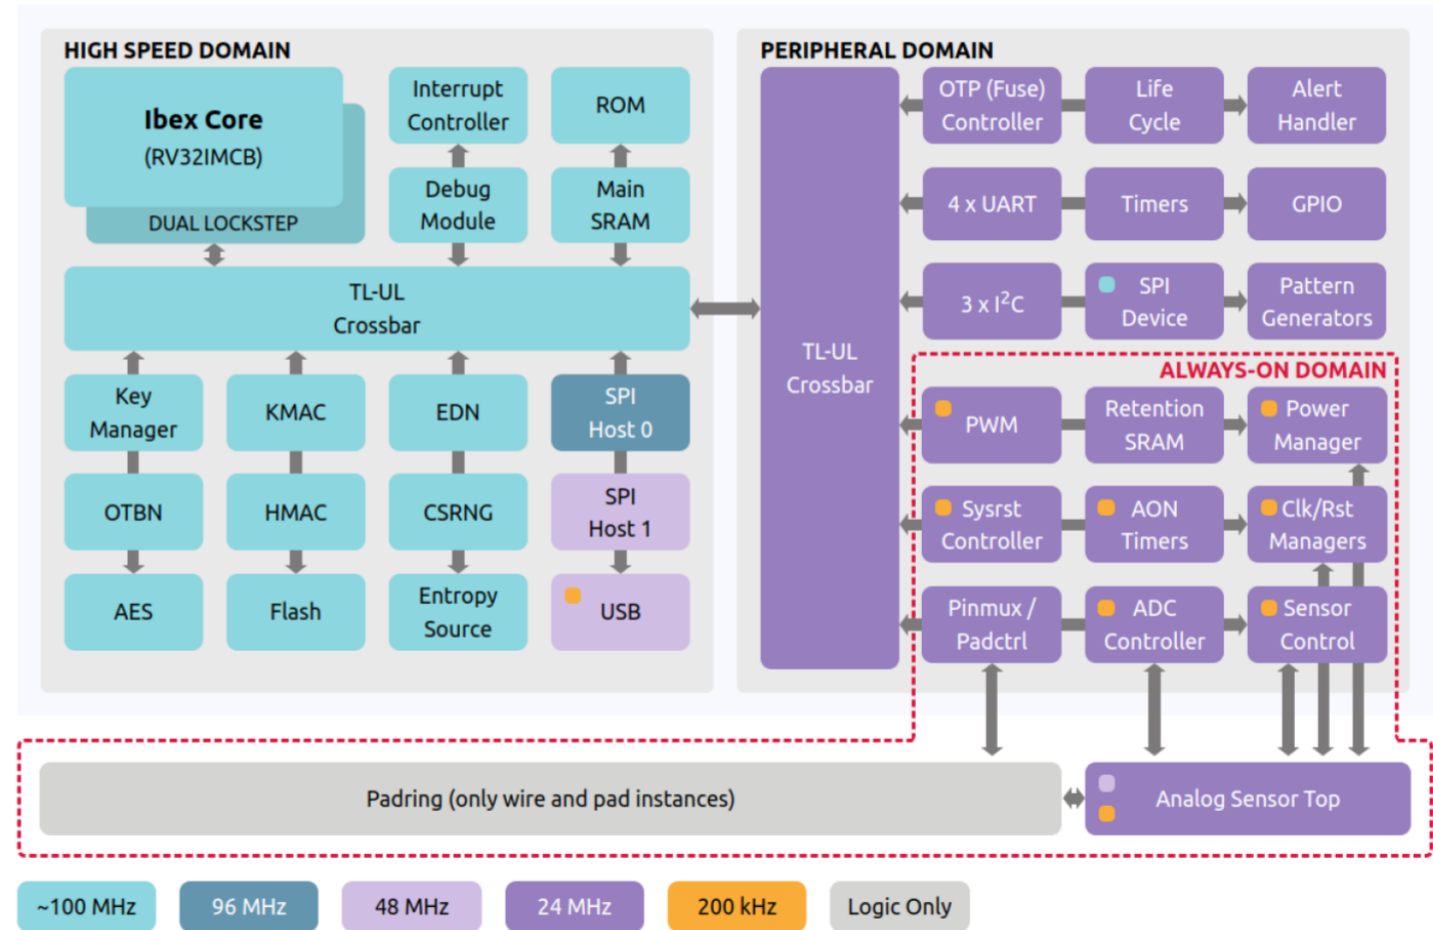 HIGH SPEED DOMAIN
Ibex Core
(RV32IMCB)
DUAL LOCKSTEP
Interrupt
Controller
ROM
Debug
Module
Main
SRAM
TL-UL
Crossbar
Key
Manager
KMAC
EDN
SPI
Host 0
OTBN
HMAC
CSRNG
SPI
Host 1
AES
Flash
Entropy
Source
USB
PERIPHERAL DOMAIN
TL-UL
Crossbar
OTP (Fuse)
Controller
Life
Cycle
Alert
Handler
4 x UART
Timers
GPIO
3 x I²C
SPI
Device
Pattern
Generators
ALWAYS-ON DOMAIN
PWM
Retention
SRAM
Power
Manager
Sysrst
Controller
AON
Timers
Clk/Rst
Managers
Pinmux /
Padctrl
ADC
Controller
Sensor
Control
Padring (only wire and pad instances)
Analog Sensor Top
~100 MHz
96 MHz
48 MHz
24 MHz
200 kHz
Logic Only